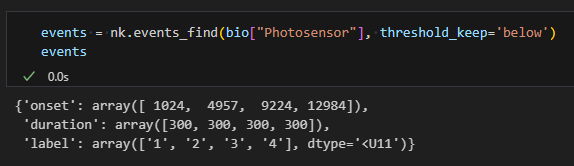 events = nk.events_find(bio["Photosensor"], threshold_keep='below')
events
0.0s
{'onset': array([ 1024,  4957,  9224, 12984]),
 'duration': array([300, 300, 300, 300]),
 'label': array(['1', '2', '3', '4'], dtype='<U11')}